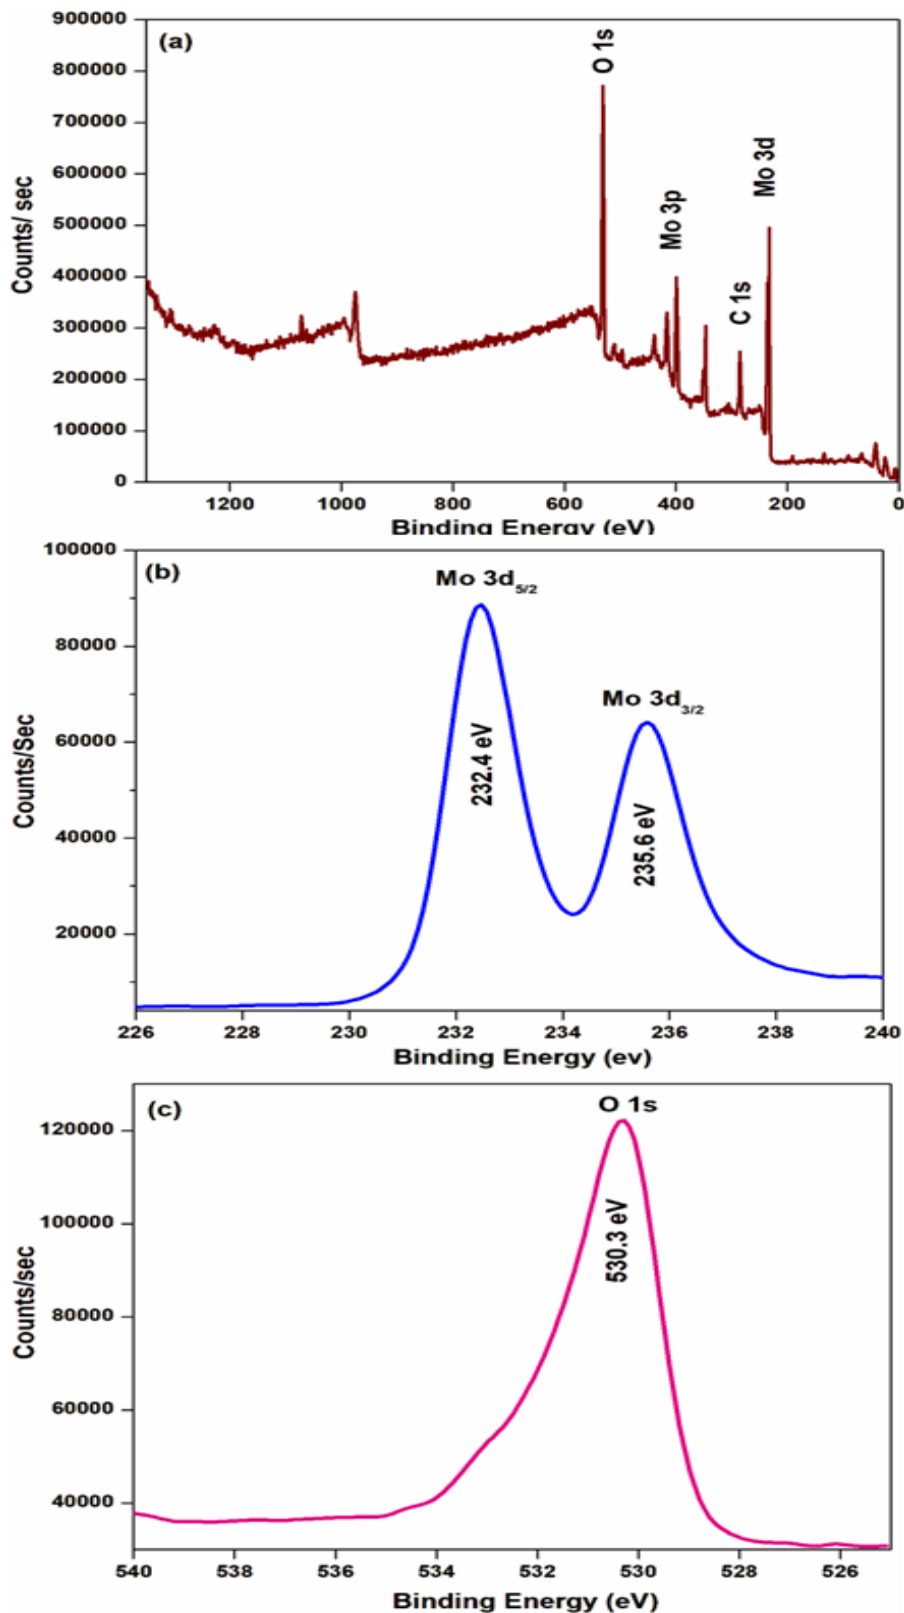 (a)
O 1s
Mo 3p
C 1s
Mo 3d
Counts/ sec
900000
800000
700000
600000
500000
400000
300000
200000
100000
0
1200 1000 800 600 400 200 0
Binding Energy (eV)
(b)
Mo 3d5/2
Mo 3d3/2
232.4 eV
235.6 eV
Counts/Sec
100000
80000
60000
40000
20000
226 228 230 232 234 236 238 240
Binding Energy (ev)
(c)
O 1s
530.3 eV
Counts/sec
120000
100000
80000
60000
40000
540 538 536 534 532 530 528 526
Binding Energy (eV)